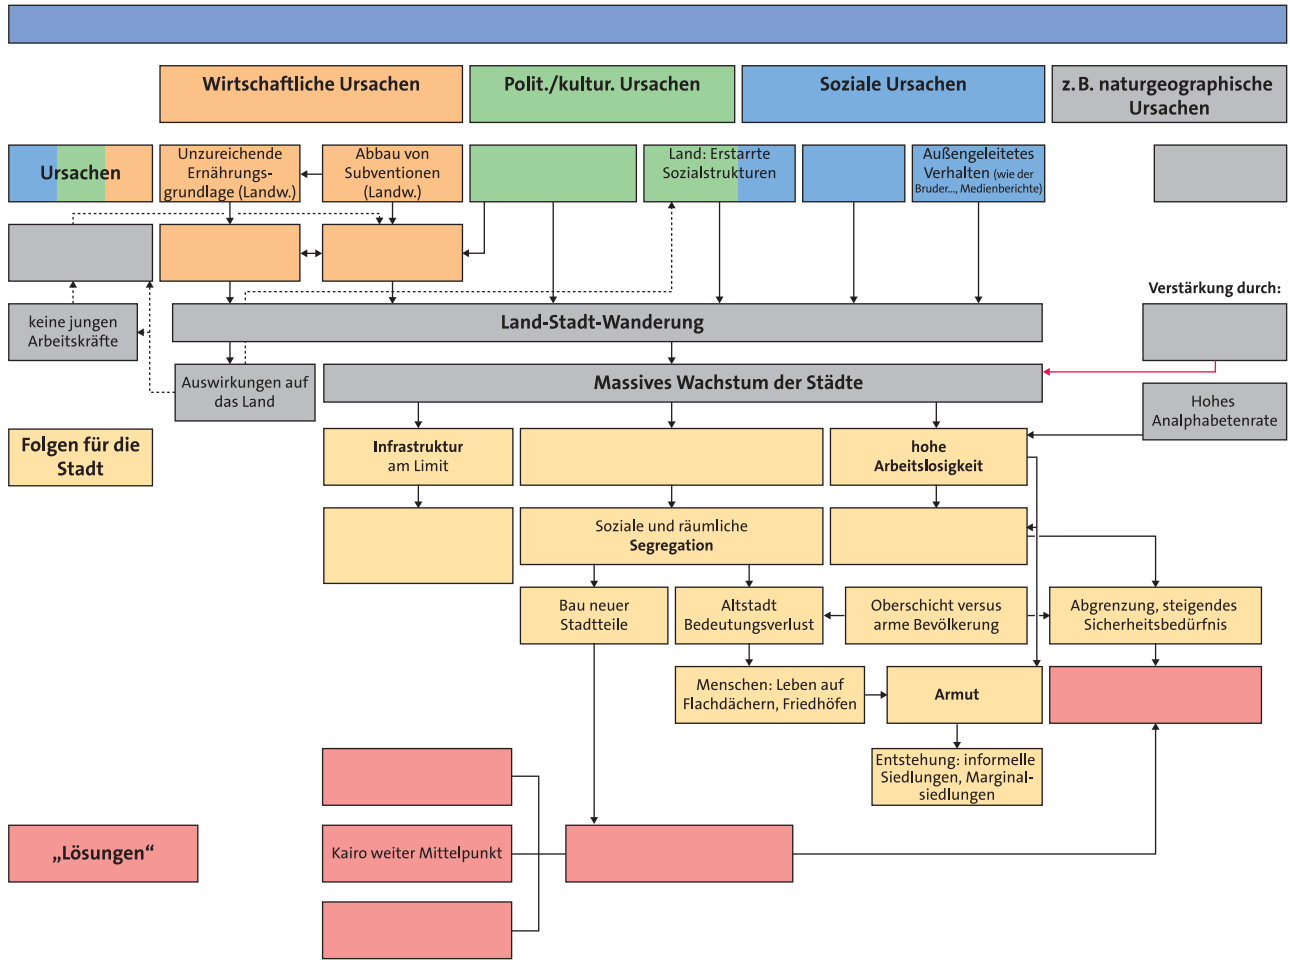 Wirtschaftliche Ursachen
Polit./kultur. Ursachen
Soziale Ursachen
z. B. naturgeographische
Ursachen
Ursachen
Unzureichende
Ernährungs-
grundlage (Landw.)
Abbau von
Subventionen
(Landw.)
Land: Erstarrte
Sozialstrukturen
Außengeleitetes
Verhalten (wie der
Bruder..., Medienberichte)
Verstärkung durch:
keine jungen
Arbeitskräfte
Land-Stadt-Wanderung
Auswirkungen auf
das Land
Massives Wachstum der Städte
Hohes
Analphabetenrate
Folgen für die
Stadt
Infrastruktur
am Limit
hohe
Arbeitslosigkeit
Soziale und räumliche
Segregation
Bau neuer
Stadtteile
Altstadt
Bedeutungsverlust
Oberschicht versus
arme Bevölkerung
Abgrenzung, steigendes
Sicherheitsbedürfnis
Menschen: Leben auf
Flachdächern, Friedhöfen
Armut
Entstehung: informelle
Siedlungen, Marginal-
siedlungen
„Lösungen“
Kairo weiter Mittelpunkt